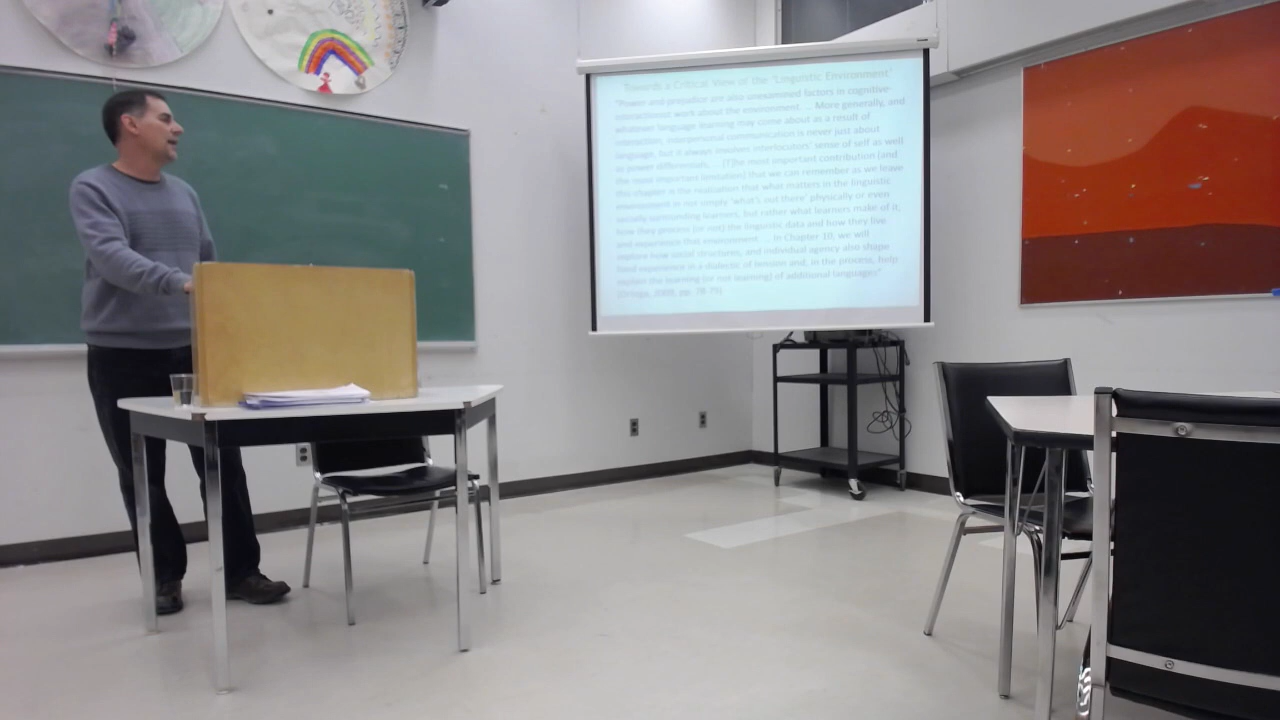 Towards a Critical View of the 'Linguistic Environment'
"Power and prejudice are also unexamined factors in cognitive-
interactionist work about the environment. … More generally, and
whatever language learning may come about as a result of
interaction, interpersonal communication is never just about
language, but it always involves interlocutors' sense of self as well
as power differentials. … [T]he most important contribution (and
the most important limitation) that we can remember as we leave
this chapter is the realization that what matters in the linguistic
environment is not simply 'what's out there' physically or even
socially surrounding learners, but rather what learners make of it,
how they process (or not) the linguistic data and how they live
and experience that environment. … In Chapter 10, we will
explore how social structures, and individual agency also shape
lived experience in a dialectic of tension and, in the process, help
explain the learning (or not learning) of additional languages"
(Ortega, 2009, pp. 78-79).